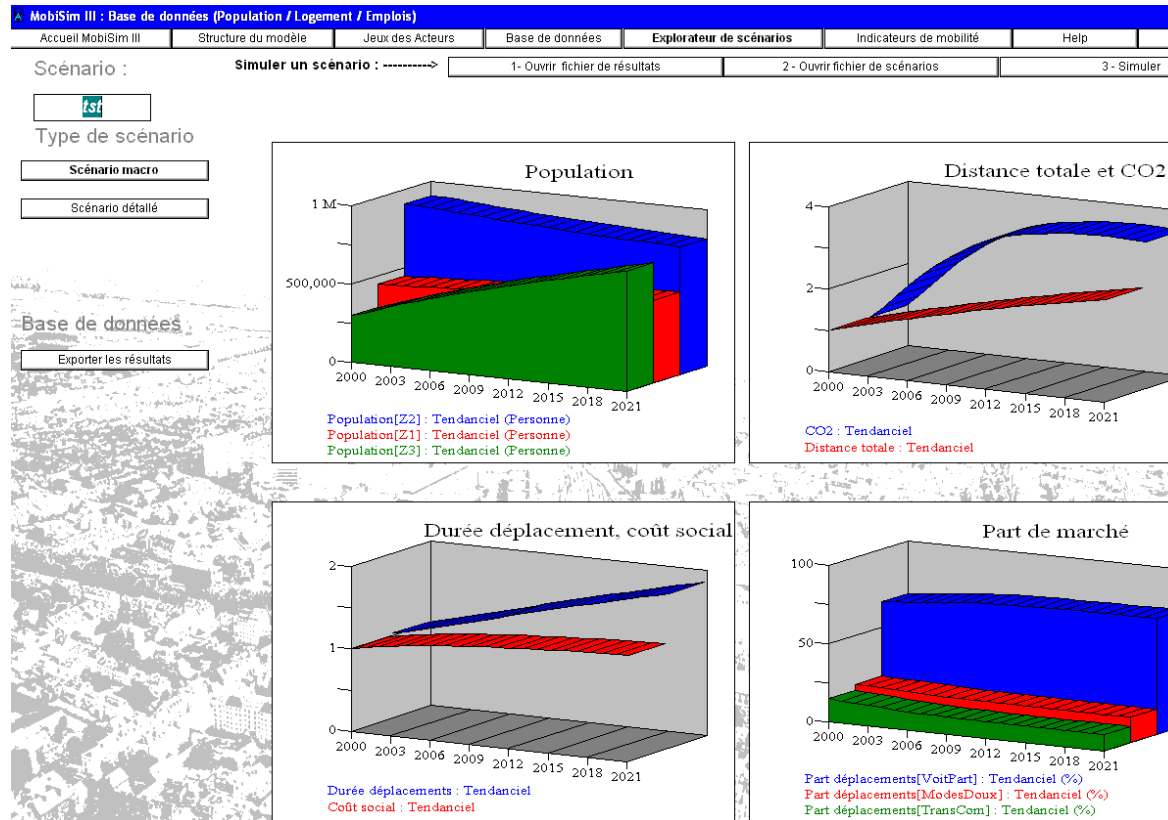 MobiSim III : Base de données (Population / Logement / Emplois)
Accueil MobiSim III Structure du modèle Jeux des Acteurs Base de données Explorateur de scénarios Indicateurs de mobilité Help
Scénario :
Simuler un scénario : ---------->
1- Ouvrir fichier de résultats 2 - Ouvrir fichier de scénarios 3 - Simuler
tst
Type de scénario
Scénario macro
Scénario détallé
Base de données
Exporter les résultats
Population
1 M
500,000
0
2000 2003 2006 2009 2012 2015 2018 2021
Population[Z2] : Tendanciel (Personne)
Population[Z1] : Tendanciel (Personne)
Population[Z3] : Tendanciel (Personne)
Distance totale et CO2
4
2
0
2000 2003 2006 2009 2012 2015 2018 2021
CO2 : Tendanciel
Distance totale : Tendanciel
Durée déplacement, coût social
2
1
0
2000 2003 2006 2009 2012 2015 2018 2021
Durée déplacements : Tendanciel
Coût social : Tendanciel
Part de marché
100
50
0
2000 2003 2006 2009 2012 2015 2018 2021
Part déplacements[VoitPart] : Tendanciel (%)
Part déplacements[ModesDoux] : Tendanciel (%)
Part déplacements[TransCom] : Tendanciel (%)